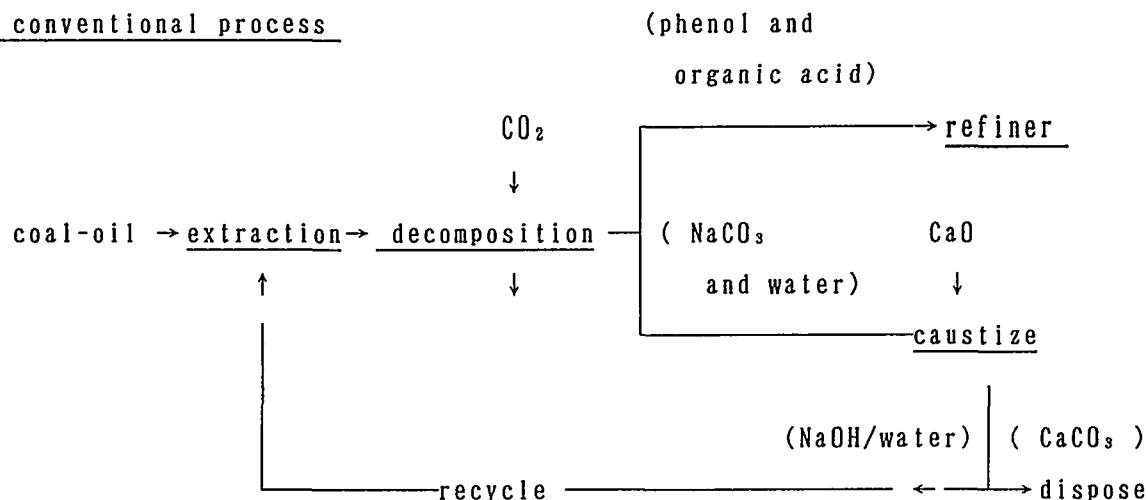 conventional process
(phenol and
organic acid)
CO₂
→ refiner
↓
coal-oil → extraction → decomposition
( NaCO₃
and water)
CaO
↑
↓
↓
caustize
(NaOH/water)
( CaCO₃ )
recycle
← → dispose